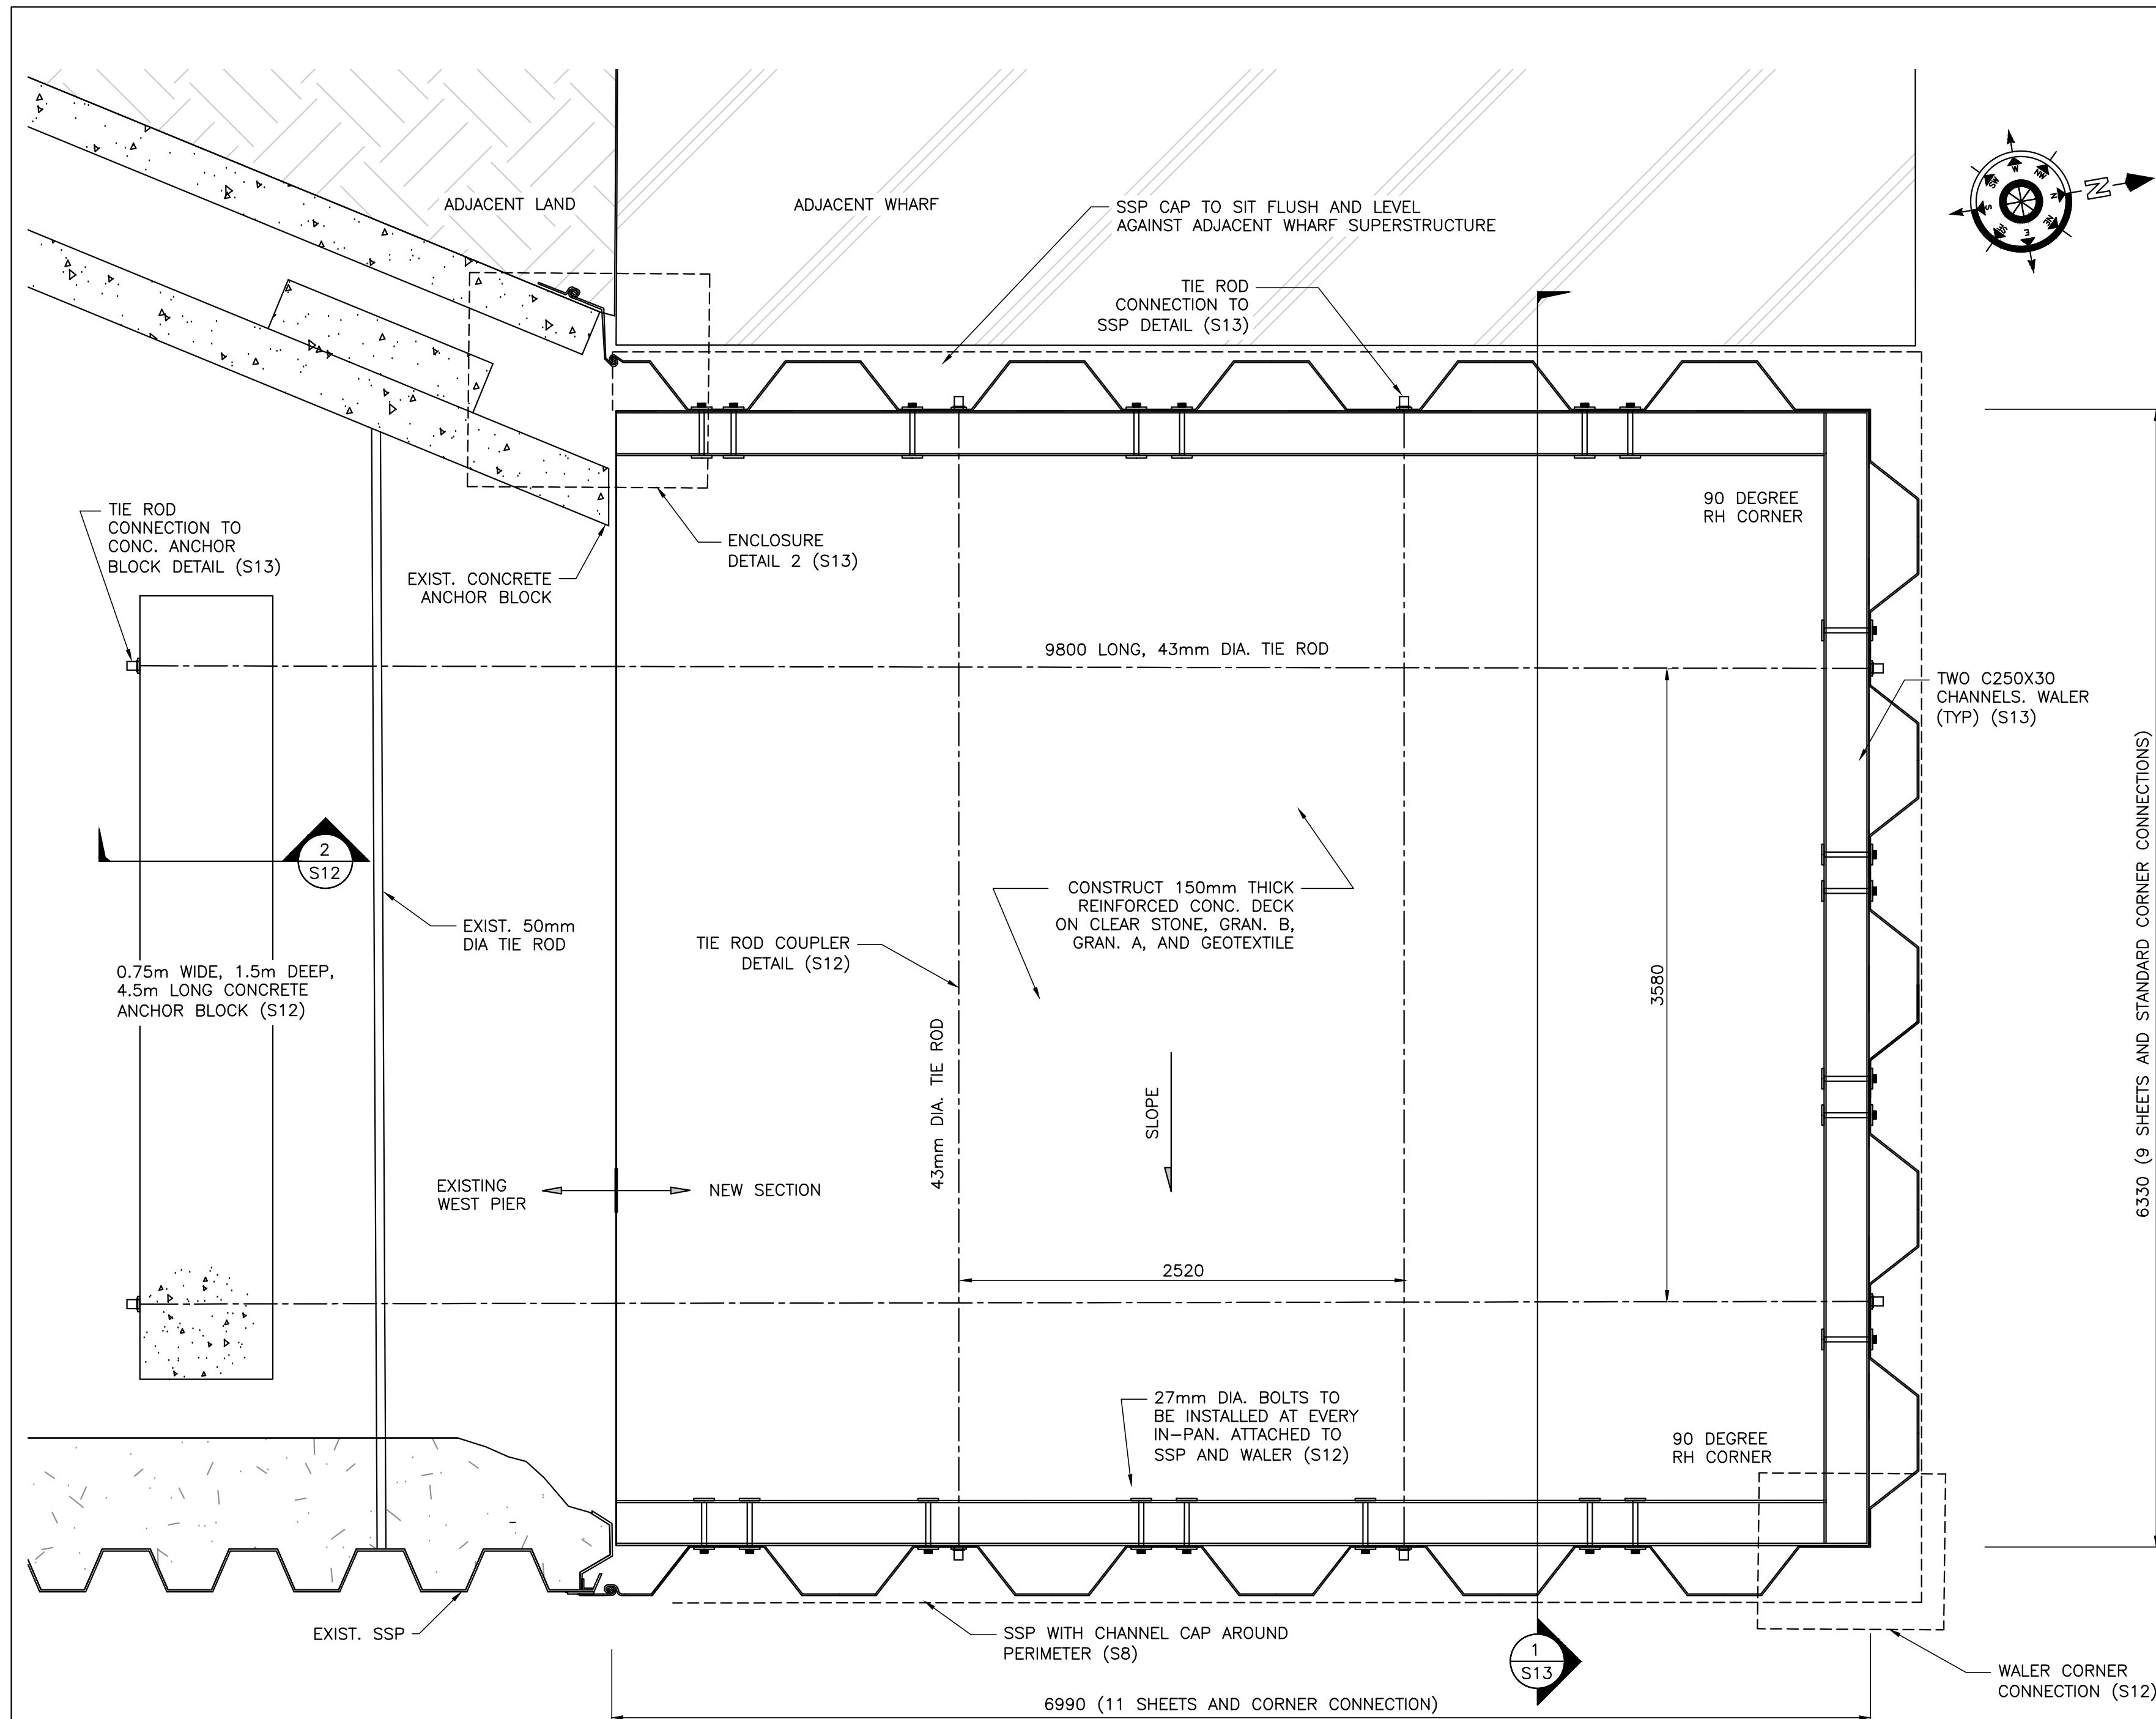 ADJACENT LAND
ADJACENT WHARF
SSP CAP TO SIT FLUSH AND LEVEL
AGAINST ADJACENT WHARF SUPERSTRUCTURE
W
NW
N
NE
E
SE
S
SW
N
TIE ROD
CONNECTION TO
SSP DETAIL (S13)
90 DEGREE
RH CORNER
TIE ROD
CONNECTION TO
CONC. ANCHOR
BLOCK DETAIL (S13)
ENCLOSURE
DETAIL 2 (S13)
EXIST. CONCRETE
ANCHOR BLOCK
9800 LONG, 43mm DIA. TIE ROD
TWO C250X30
CHANNELS. WALER
(TYP) (S13)
6330 (9 SHEETS AND STANDARD CORNER CONNECTIONS)
2
S12
CONSTRUCT 150mm THICK
REINFORCED CONC. DECK
ON CLEAR STONE, GRAN. B,
GRAN. A, AND GEOTEXTILE
EXIST. 50mm
DIA TIE ROD
TIE ROD COUPLER
DETAIL (S12)
3580
0.75m WIDE, 1.5m DEEP,
4.5m LONG CONCRETE
ANCHOR BLOCK (S12)
43mm DIA. TIE ROD
SLOPE
EXISTING
WEST PIER
NEW SECTION
2520
27mm DIA. BOLTS TO
BE INSTALLED AT EVERY
IN-PAN. ATTACHED TO
SSP AND WALER (S12)
90 DEGREE
RH CORNER
EXIST. SSP
SSP WITH CHANNEL CAP AROUND
PERIMETER (S8)
1
S13
WALER CORNER
CONNECTION (S12)
6990 (11 SHEETS AND CORNER CONNECTION)